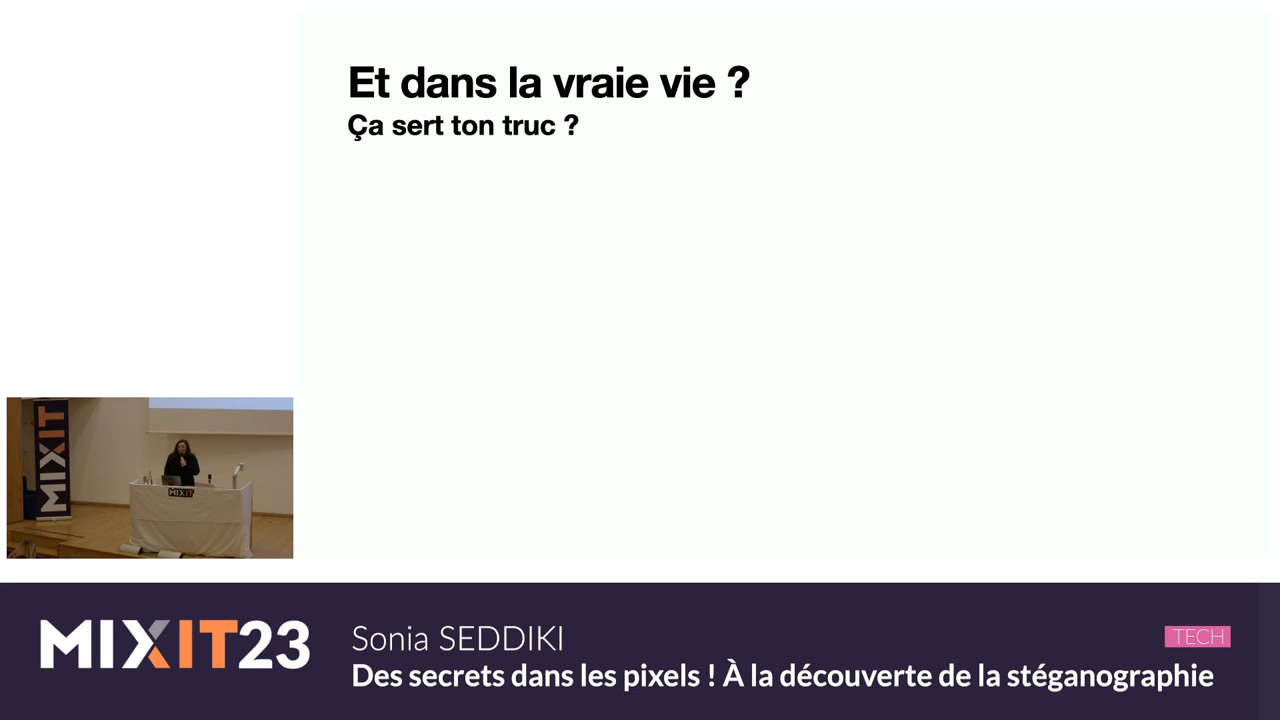 Et dans la vraie vie ?
Ça sert ton truc ?
MIXIT
MIXIT
MIXIT23
Sonia SEDDIKI
TECH
Des secrets dans les pixels ! À la découverte de la stéganographie